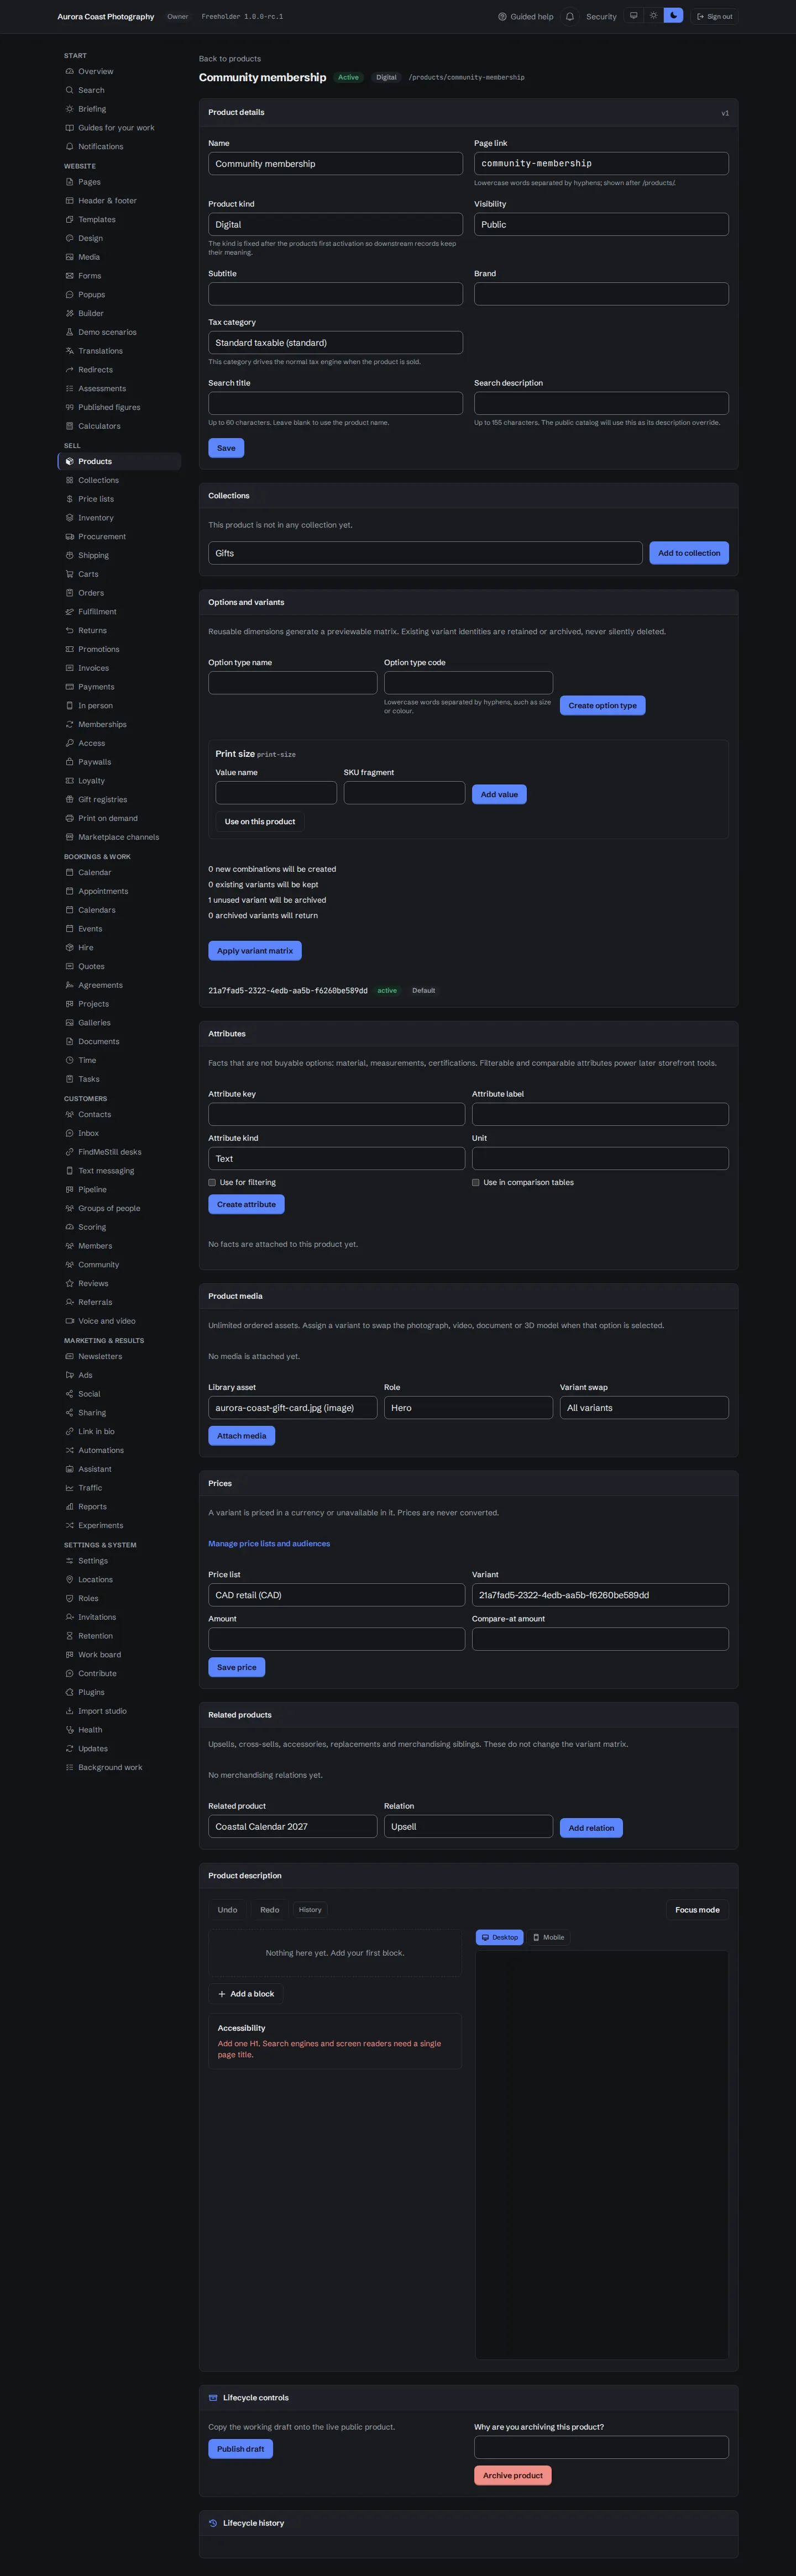 Aurora Coast Photography
Owner
Freeholder 1.0.0-rc.1
Guided help
Security
Sign out
START
Overview
Search
Briefing
Guides for your work
Notifications
WEBSITE
Pages
Header & footer
Templates
Design
Media
Forms
Popups
Builder
Demo scenarios
Translations
Redirects
Assessments
Published figures
Calculators
SELL
Products
Collections
Price lists
Inventory
Procurement
Shipping
Carts
Orders
Fulfillment
Returns
Promotions
Invoices
Payments
In person
Memberships
Access
Paywalls
Loyalty
Gift registries
Print on demand
Marketplace channels
BOOKINGS & WORK
Calendar
Appointments
Calendars
Events
Hire
Quotes
Agreements
Projects
Galleries
Documents
Time
Tasks
CUSTOMERS
Contacts
Inbox
FindMeStill desks
Text messaging
Pipeline
Groups of people
Scoring
Members
Community
Reviews
Referrals
Voice and video
MARKETING & RESULTS
Newsletters
Ads
Social
Sharing
Link in bio
Automations
Assistant
Traffic
Reports
Experiments
SETTINGS & SYSTEM
Settings
Locations
Roles
Invitations
Retention
Work board
Contribute
Plugins
Import studio
Health
Updates
Background work
Back to products
Community membership
Active
Digital
/products/community-membership
Product details
v1
Name
Community membership
Page link
community-membership
Lowercase words separated by hyphens; shown after /products/.
Product kind
Digital
The kind is fixed after the product's first activation so downstream records keep
their meaning.
Visibility
Public
Subtitle
Brand
Tax category
Standard taxable (standard)
This category drives the normal tax engine when the product is sold.
Search title
Up to 60 characters. Leave blank to use the product name.
Search description
Up to 155 characters. The public catalog will use this as its description override.
Save
Collections
This product is not in any collection yet.
Gifts
Add to collection
Options and variants
Reusable dimensions generate a previewable matrix. Existing variant identities are retained or archived, never silently deleted.
Option type name
Option type code
Lowercase words separated by hyphens, such as size
or colour.
Create option type
Print size print-size
Value name
SKU fragment
Add value
Use on this product
0 new combinations will be created
0 existing variants will be kept
1 unused variant will be archived
0 archived variants will return
Apply variant matrix
21a7fad5-2322-4edb-aa5b-f6260be589dd
active
Default
Attributes
Facts that are not buyable options: material, measurements, certifications. Filterable and comparable attributes power later storefront tools.
Attribute key
Attribute label
Attribute kind
Text
Unit
Use for filtering
Use in comparison tables
Create attribute
No facts are attached to this product yet.
Product media
Unlimited ordered assets. Assign a variant to swap the photograph, video, document or 3D model when that option is selected.
No media is attached yet.
Library asset
aurora-coast-gift-card.jpg (image)
Role
Hero
Variant swap
All variants
Attach media
Prices
A variant is priced in a currency or unavailable in it. Prices are never converted.
Manage price lists and audiences
Price list
CAD retail (CAD)
Variant
21a7fad5-2322-4edb-aa5b-f6260be589dd
Amount
Compare-at amount
Save price
Related products
Upsells, cross-sells, accessories, replacements and merchandising siblings. These do not change the variant matrix.
No merchandising relations yet.
Related product
Coastal Calendar 2027
Relation
Upsell
Add relation
Product description
Undo
Redo
History
Focus mode
Nothing here yet. Add your first block.
Desktop
Mobile
Add a block
Accessibility
Add one H1. Search engines and screen readers need a single
page title.
Lifecycle controls
Copy the working draft onto the live public product.
Publish draft
Why are you archiving this product?
Archive product
Lifecycle history